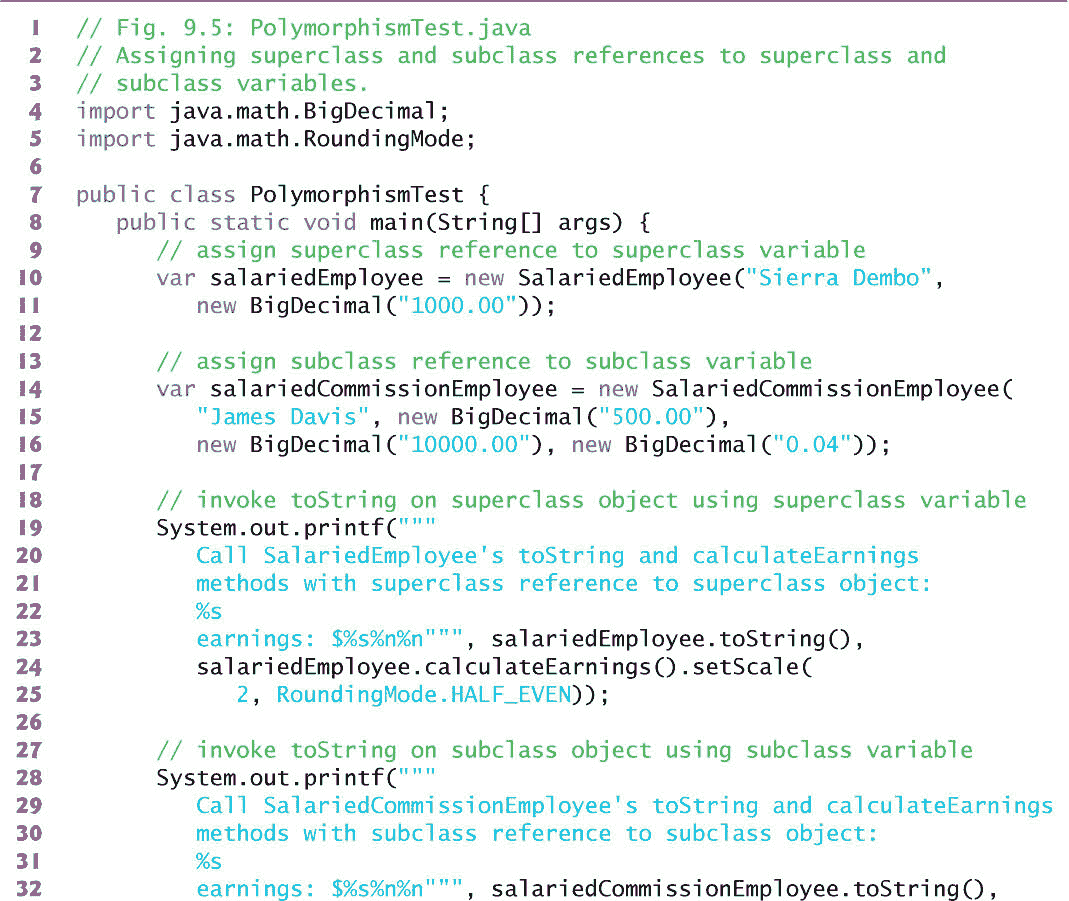 1 // Fig. 9.5: PolymorphismTest.java
2 // Assigning superclass and subclass references to superclass and
3 // subclass variables.
4 import java.math.BigDecimal;
5 import java.math.RoundingMode;
6
7 public class PolymorphismTest {
8 public static void main(String[] args) {
9 // assign superclass reference to superclass variable
10 var salariedEmployee = new SalariedEmployee("Sierra Dembo",
11 new BigDecimal("1000.00"));
12
13 // assign subclass reference to subclass variable
14 var salariedCommissionEmployee = new SalariedCommissionEmployee(
15 "James Davis", new BigDecimal("500.00"),
16 new BigDecimal("10000.00"), new BigDecimal("0.04"));
17
18 // invoke toString on superclass object using superclass variable
19 System.out.printf("""
20 Call SalariedEmployee's toString and calculateEarnings
21 methods with superclass reference to superclass object:
22 %s
23 earnings: $%s%n%n""", salariedEmployee.toString(),
24 salariedEmployee.calculateEarnings().setScale(
25 2, RoundingMode.HALF_EVEN));
26
27 // invoke toString on subclass object using subclass variable
28 System.out.printf("""
29 Call SalariedCommissionEmployee's toString and calculateEarnings
30 methods with subclass reference to subclass object:
31 %s
32 earnings: $%s%n%n""", salariedCommissionEmployee.toString(),